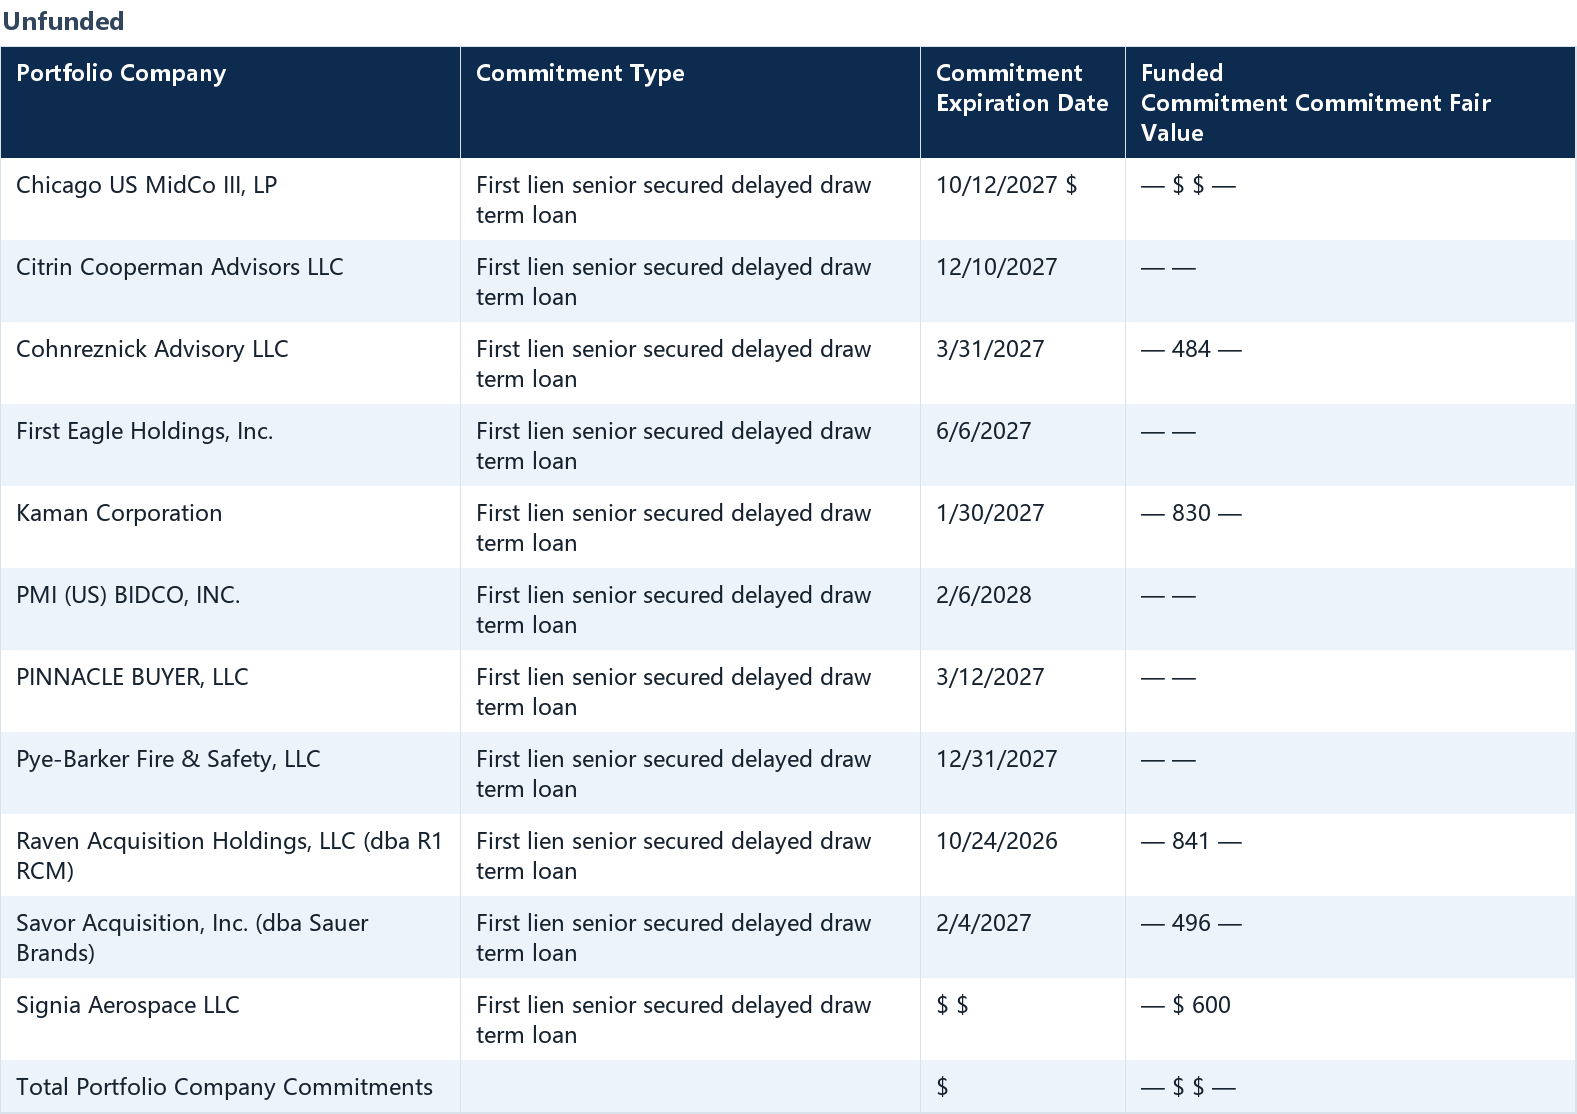 Unfunded
Portfolio Company
Commitment Type
Commitment
Expiration Date
Funded
Commitment Commitment Fair
Value
Chicago US MidCo III, LP
First lien senior secured delayed draw
term loan
10/12/2027 $
— $ $ —
Citrin Cooperman Advisors LLC
First lien senior secured delayed draw
term loan
12/10/2027
— —
Cohnreznick Advisory LLC
First lien senior secured delayed draw
term loan
3/31/2027
— 484 —
First Eagle Holdings, Inc.
First lien senior secured delayed draw
term loan
6/6/2027
— —
Kaman Corporation
First lien senior secured delayed draw
term loan
1/30/2027
— 830 —
PMI (US) BIDCO, INC.
First lien senior secured delayed draw
term loan
2/6/2028
— —
PINNACLE BUYER, LLC
First lien senior secured delayed draw
term loan
3/12/2027
— —
Pye-Barker Fire & Safety, LLC
First lien senior secured delayed draw
term loan
12/31/2027
— —
Raven Acquisition Holdings, LLC (dba R1
RCM)
First lien senior secured delayed draw
term loan
10/24/2026
— 841 —
Savor Acquisition, Inc. (dba Sauer
Brands)
First lien senior secured delayed draw
term loan
2/4/2027
— 496 —
Signia Aerospace LLC
First lien senior secured delayed draw
term loan
$ $
— $ 600
Total Portfolio Company Commitments
$
— $ $ —